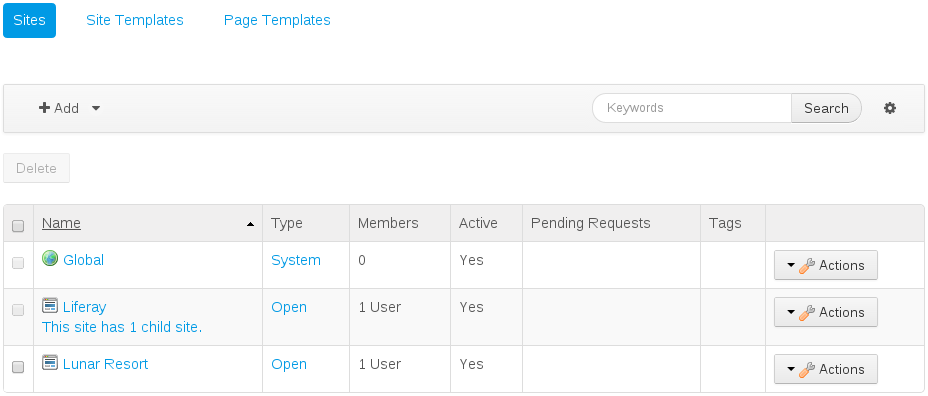 Sites Site Templates Page Templates
Add Keywords Search
Delete
Name Type Members Active Pending Requests Tags
Global System 0 Yes Actions
Liferay Open 1 User Yes Actions
This site has 1 child site.
Lunar Resort Open 1 User Yes Actions